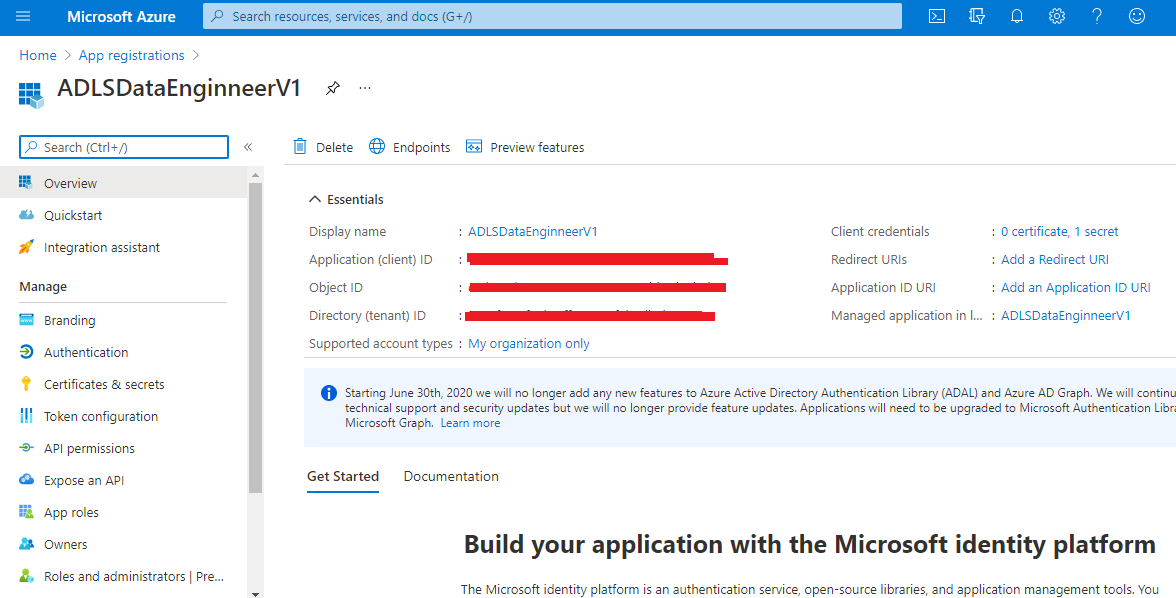 Microsoft Azure
Search resources, services, and docs (G+/)
Home > App registrations >
ADLSDataEnginneerV1
Search (Ctrl+/)
Delete
Endpoints
Preview features
Overview
Quickstart
Integration assistant
Manage
Branding
Authentication
Certificates & secrets
Token configuration
API permissions
Expose an API
App roles
Owners
Roles and administrators | Pre...
Essentials
Display name : ADLSDataEnginneerV1
Application (client) ID :
Object ID :
Directory (tenant) ID :
Supported account types : My organization only
Client credentials : 0 certificate, 1 secret
Redirect URIs : Add a Redirect URI
Application ID URI : Add an Application ID URI
Managed application in l... : ADLSDataEnginneerV1
Starting June 30th, 2020 we will no longer add any new features to Azure Active Directory Authentication Library (ADAL) and Azure AD Graph. We will continu
technical support and security updates but we will no longer provide feature updates. Applications will need to be upgraded to Microsoft Authentication Libra
Microsoft Graph. Learn more
Get Started
Documentation
Build your application with the Microsoft identity platform
The Microsoft identity platform is an authentication service, open-source libraries, and application management tools. You